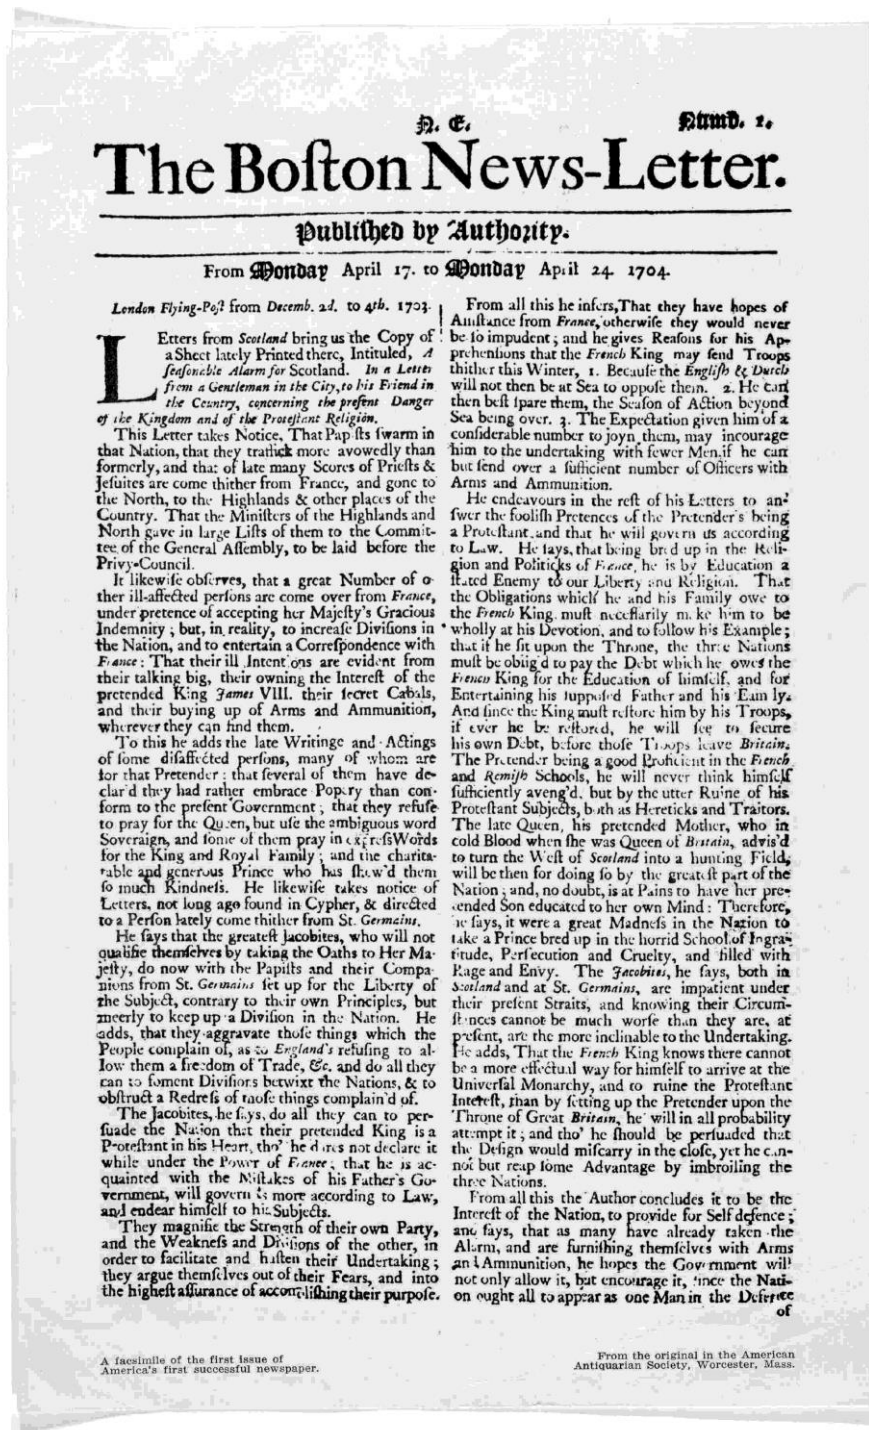 N. E. Numb. 1.
The Boſton News-Letter.
Publiſhed by Authority.
From Monday April 17. to Monday April 24. 1704.
London Flying-Poſt from Decemb. 2d. to 4th. 1703.
LEtters from Scotland bring us the Copy of
a Sheet lately Printed there, Intituled, A
ſeaſonable Alarm for Scotland. In a Letter
from a Gentleman in the City, to his Friend in
the Country, concerning the preſent Danger
of the Kingdom and of the Proteſtant Religion.
This Letter takes Notice, That Papiſts ſwarm in
that Nation, that they traffick more avowedly than
formerly, and that of late many Scores of Prieſts &
Jeſuites are come thither from France, and gone to
the North, to the Highlands & other places of the
Country. That the Miniſters of the Highlands and
North gave in large Liſts of them to the Commit-
tee of the General Aſſembly, to be laid before the
Privy-Council.
It likewiſe obſerves, that a great Number of o-
ther ill-affected perſons are come over from France,
under pretence of accepting her Majeſty's Gracious
Indemnity ; but, in reality, to increaſe Diviſions in
the Nation, and to entertain a Correſpondence with
France : That their ill Intentions are evident from
their talking big, their owning the Intereſt of the
pretended King James VIII. their ſecret Cabals,
and their buying up of Arms and Ammunition,
wherever they can find them.
To this he adds the late Writings and Actings
of ſome diſaffected perſons, many of whom are
for that Pretender ; that ſeveral of them have de-
clar'd they had rather embrace Popery than con-
form to the preſent Government ; that they refuſe
to pray for the Queen, but uſe the ambiguous word
Soveraign, and ſome of them pray in expreſs Words
for the King and Royal Family ; and the charita-
rable and generous Prince who has ſhew'd them
ſo much Kindneſs. He likewiſe takes notice of
Letters, not long ago found in Cypher, & directed
to a Perſon lately come thither from St. Germains.
He ſays that the greateſt Jacobites, who will not
qualifie themſelves by taking the Oaths to Her Ma-
jeſty, do now with the Papiſts and their Compa-
nions from St. Germains ſet up for the Liberty of
the Subject, contrary to their own Principles, but
meerly to keep up a Diviſion in the Nation. He
adds, that they aggravate thoſe things which the
People complain of, as to England's refuſing to al-
low them a freedom of Trade, &c. and do all they
can to foment Diviſions betwixt the Nations, & to
obſtruct a Redreſs of thoſe things complain'd of.
The Jacobites, he ſays, do all they can to per-
ſuade the Nation that their pretended King is a
Proteſtant in his Heart, tho' he dares not declare it
while under the Power of France ; that he is ac-
quainted with the Miſtakes of his Father's Go-
vernment, will govern us more according to Law,
and endear himſelf to his Subjects.
They magnifie the Strength of their own Party,
and the Weakneſs and Diviſions of the other, in
order to facilitate and haſten their Undertaking ;
they argue themſelves out of their Fears, and into
the higheſt aſſurance of accompliſhing their purpoſe.
From all this he infers, That they have hopes of
Aſſiſtance from France, otherwiſe they would never
be ſo impudent ; and he gives Reaſons for his Ap-
prehenſions that the French King may ſend Troops
thither this Winter, 1. Becauſe the Engliſh & Dutch
will not then be at Sea to oppoſe them. 2. He can
then beſt ſpare them, the Seaſon of Action beyond
Sea being over. 3. The Expectation given him of a
conſiderable number to joyn them, may incourage
him to the undertaking with fewer Men, if he can
but ſend over a ſufficient number of Officers with
Arms and Ammunition.
He endeavours in the reſt of his Letters to an-
ſwer the fooliſh Pretences of the Pretender's being
a Proteſtant, and that he will govern us according
to Law. He ſays, that being bred up in the Reli-
gion and Politicks of France, he is by Education a
ſtated Enemy to our Liberty and Religion. That
the Obligations which he and his Family owe to
the French King, muſt neceſſarily make him to be
wholly at his Devotion, and to follow his Example ;
that if he ſit upon the Throne, the three Nations
muſt be oblig'd to pay the Debt which he owes the
French King for the Education of himſelf, and for
Entertaining his ſuppoſed Father and his Family.
And ſince the King muſt reſtore him by his Troops,
if ever he be reſtored, he will ſee to ſecure
his own Debt, before thoſe Troops leave Britain.
The Pretender being a good Proficient in the French
and Romiſh Schools, he will never think himſelf
ſufficiently aveng'd, but by the utter Ruine of his
Proteſtant Subjects, both as Hereticks and Traitors.
The late Queen, his pretended Mother, who in
cold Blood when ſhe was Queen of Britain, advis'd
to turn the Weſt of Scotland into a hunting Field,
will be then for doing ſo by the greateſt part of the
Nation ; and, no doubt, is at Pains to have her pre-
tended Son educated to her own Mind : Therefore,
he ſays, it were a great Madneſs in the Nation to
take a Prince bred up in the horrid School of Ingra-
titude, Perſecution and Cruelty, and filled with
Rage and Envy. The Jacobites, he ſays, both in
Scotland and at St. Germains, are impatient under
their preſent Straits, and knowing their Circum-
ſtances cannot be much worſe than they are, at
preſent, are the more inclinable to the Undertaking.
He adds, That the French King knows there cannot
be a more effectual way for himſelf to arrive at the
Univerſal Monarchy, and to ruine the Proteſtant
Intereſt, than by ſetting up the Pretender upon the
Throne of Great Britain, he will in all probability
attempt it ; and tho' he ſhould be perſuaded that
the Deſign would miſcarry in the cloſe, yet he can-
not but reap ſome Advantage by imbroiling the
three Nations.
From all this the Author concludes it to be the
Intereſt of the Nation, to provide for Self defence ;
and ſays, that as many have already taken the
Alarm, and are furniſhing themſelves with Arms
and Ammunition, he hopes the Government will
not only allow it, but encourage it, ſince the Nati-
on ought all to appear as one Man in the Defence
of
A facsimile of the first issue of
America's first successful newspaper.
From the original in the American
Antiquarian Society, Worcester, Mass.